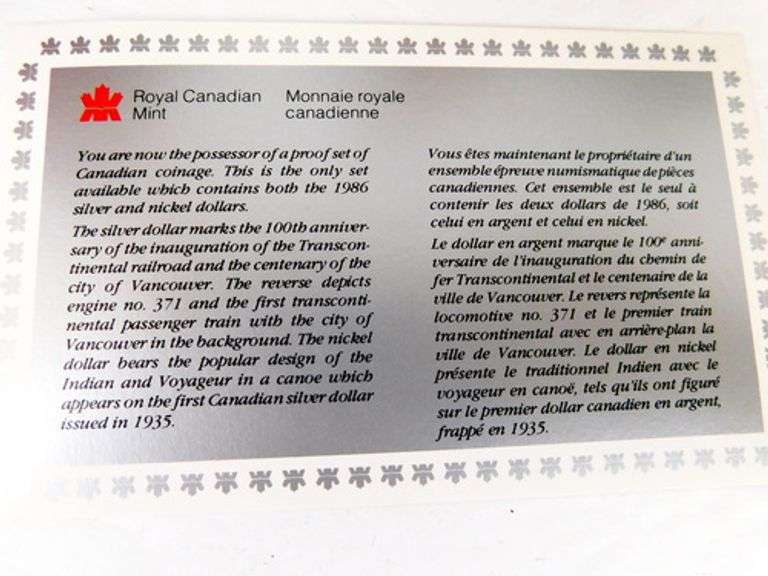 Royal Canadian
Mint
Monnaie royale
canadienne
You are now the possessor of a proof set of
Canadian coinage. This is the only set
available which contains both the 1986
silver and nickel dollars.
The silver dollar marks the 100th anniver-
sary of the inauguration of the Transcon-
tinental railroad and the centenary of the
city of Vancouver. The reverse depicts
engine no. 371 and the first transconti-
nental passenger train with the city of
Vancouver in the background. The nickel
dollar bears the popular design of the
Indian and Voyageur in a canoe which
appears on the first Canadian silver dollar
issued in 1935.
Vous êtes maintenant le propriétaire d'un
ensemble épreuve numismatique de pièces
canadiennes. Cet ensemble est le seul à
contenir les deux dollars de 1986, soit
celui en argent et celui en nickel.
Le dollar en argent marque le 100e anni-
versaire de l'inauguration du chemin de
fer Transcontinental et le centenaire de la
ville de Vancouver. Le revers représente la
locomotive no. 371 et le premier train
transcontinental avec en arrière-plan la
ville de Vancouver. Le dollar en nickel
présente le traditionnel Indien avec le
voyageur en canoë, tels qu'ils ont figuré
sur le premier dollar canadien en argent,
frappé en 1935.